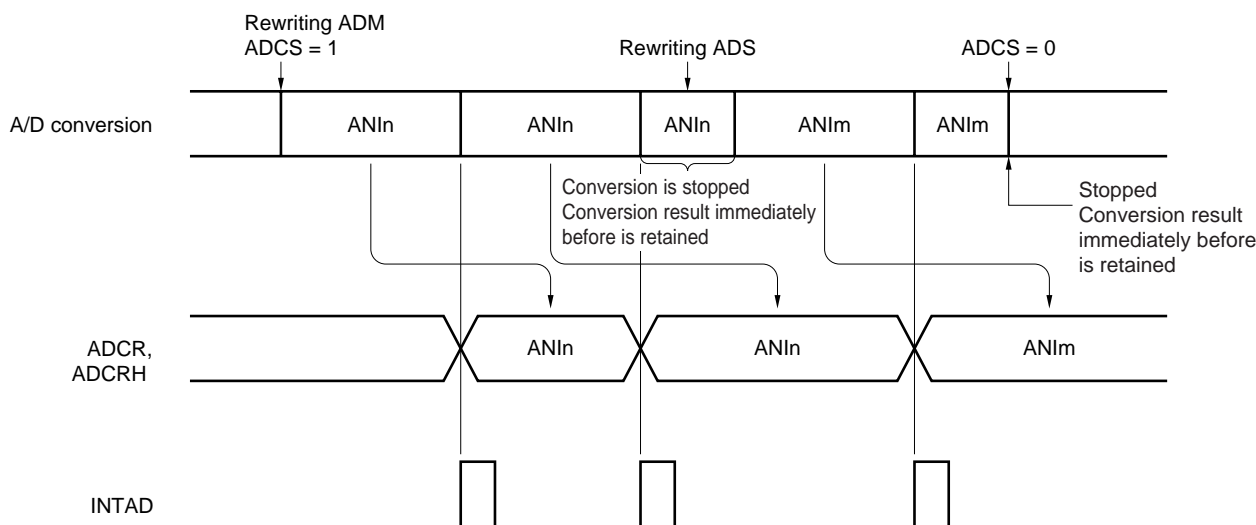 Rewriting ADM
ADCS = 1
Rewriting ADS
ADCS = 0
A/D conversion
ANIn
ANIn
ANIn
ANIm
ANIm
Conversion is stopped
Conversion result immediately
before is retained
Stopped
Conversion result
immediately before
is retained
ADCR,
ADCRH
ANIn
ANIn
ANIm
INTAD